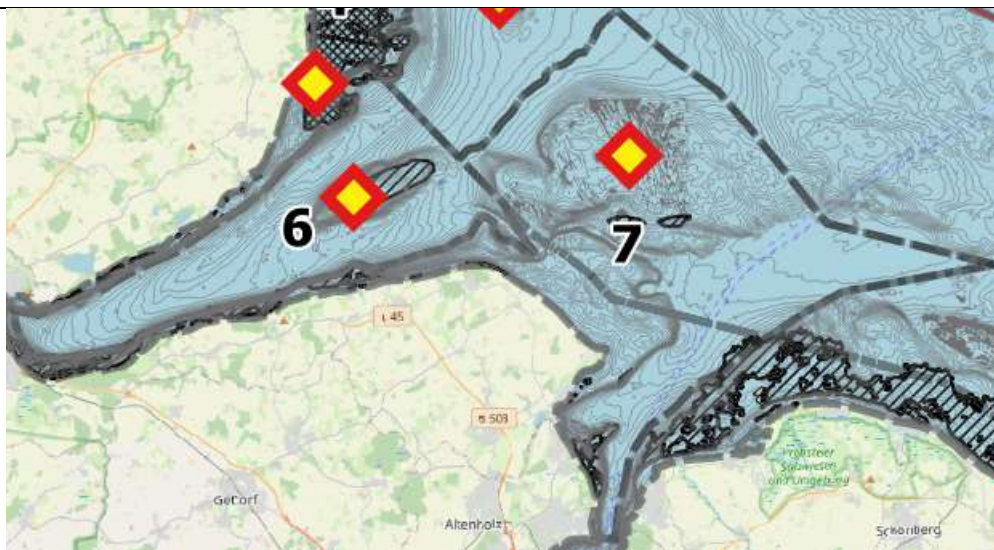 6
7
L 45
B 503
Probsteier
Salzwiesen
und Umgebung
Gettorf
Altenholz
Schönberg